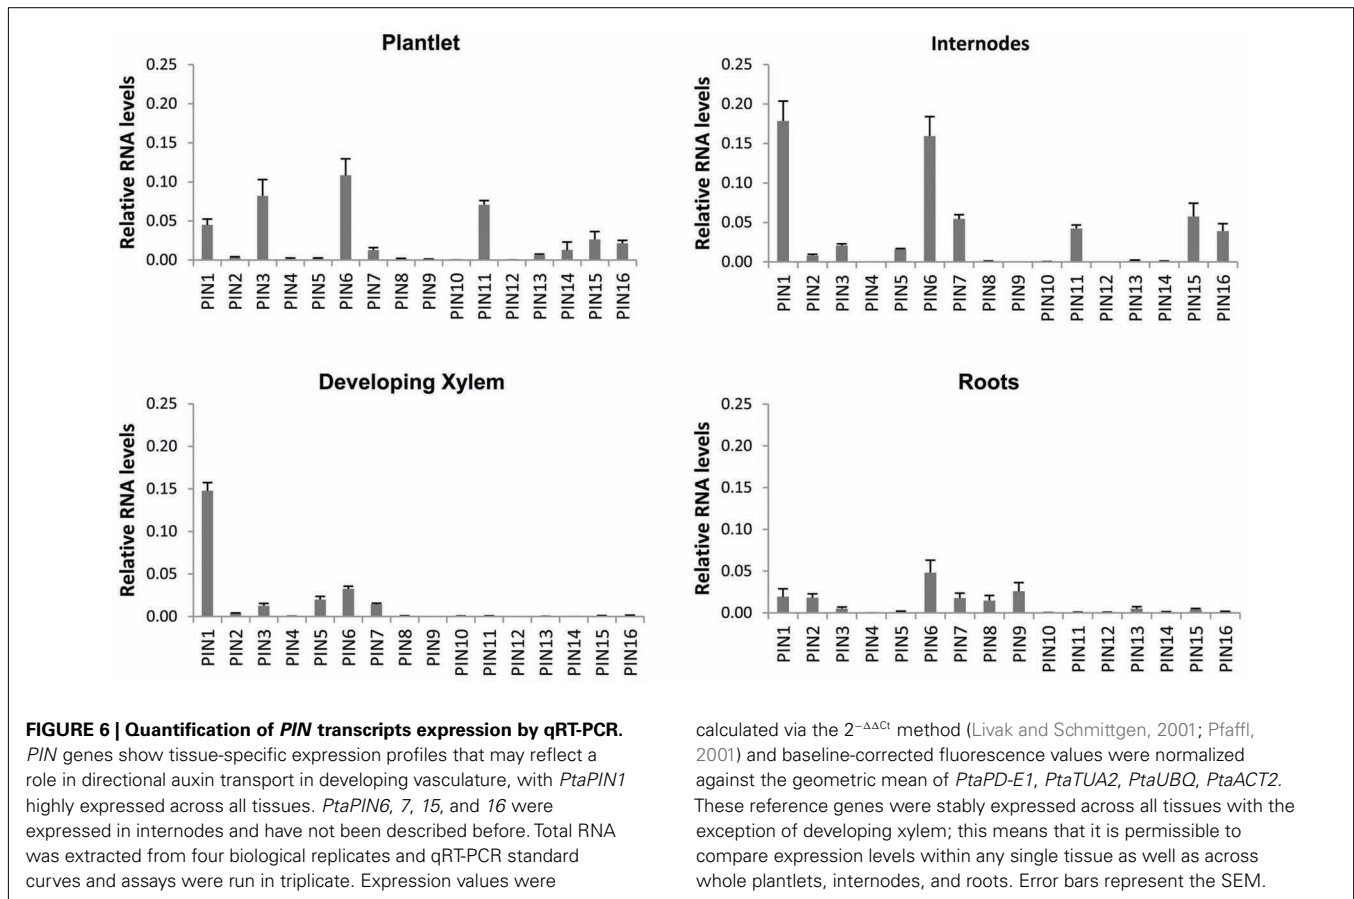 Plantlet
Relative RNA levels
0.25
0.20
0.15
0.10
0.05
0.00
PIN1
PIN2
PIN3
PIN4
PIN5
PIN6
PIN7
PIN8
PIN9
PIN10
PIN11
PIN12
PIN13
PIN14
PIN15
PIN16
Internodes
Relative RNA levels
0.25
0.20
0.15
0.10
0.05
0.00
PIN1
PIN2
PIN3
PIN4
PIN5
PIN6
PIN7
PIN8
PIN9
PIN10
PIN11
PIN12
PIN13
PIN14
PIN15
PIN16
Developing Xylem
Relative RNA levels
0.25
0.20
0.15
0.10
0.05
0.00
PIN1
PIN2
PIN3
PIN4
PIN5
PIN6
PIN7
PIN8
PIN9
PIN10
PIN11
PIN12
PIN13
PIN14
PIN15
PIN16
Roots
Relative RNA levels
0.25
0.20
0.15
0.10
0.05
0.00
PIN1
PIN2
PIN3
PIN4
PIN5
PIN6
PIN7
PIN8
PIN9
PIN10
PIN11
PIN12
PIN13
PIN14
PIN15
PIN16
FIGURE 6 | Quantification of PIN transcripts expression by qRT-PCR.
PIN genes show tissue-specific expression profiles that may reflect a
role in directional auxin transport in developing vasculature, with PtaPIN1
highly expressed across all tissues. PtaPIN6, 7, 15, and 16 were
expressed in internodes and have not been described before. Total RNA
was extracted from four biological replicates and qRT-PCR standard
curves and assays were run in triplicate. Expression values were
calculated via the 2−ΔΔCt method (Livak and Schmittgen, 2001; Pfaffl,
2001) and baseline-corrected fluorescence values were normalized
against the geometric mean of PtaPD-E1, PtaTUA2, PtaUBQ, PtaACT2.
These reference genes were stably expressed across all tissues with the
exception of developing xylem; this means that it is permissible to
compare expression levels within any single tissue as well as across
whole plantlets, internodes, and roots. Error bars represent the SEM.